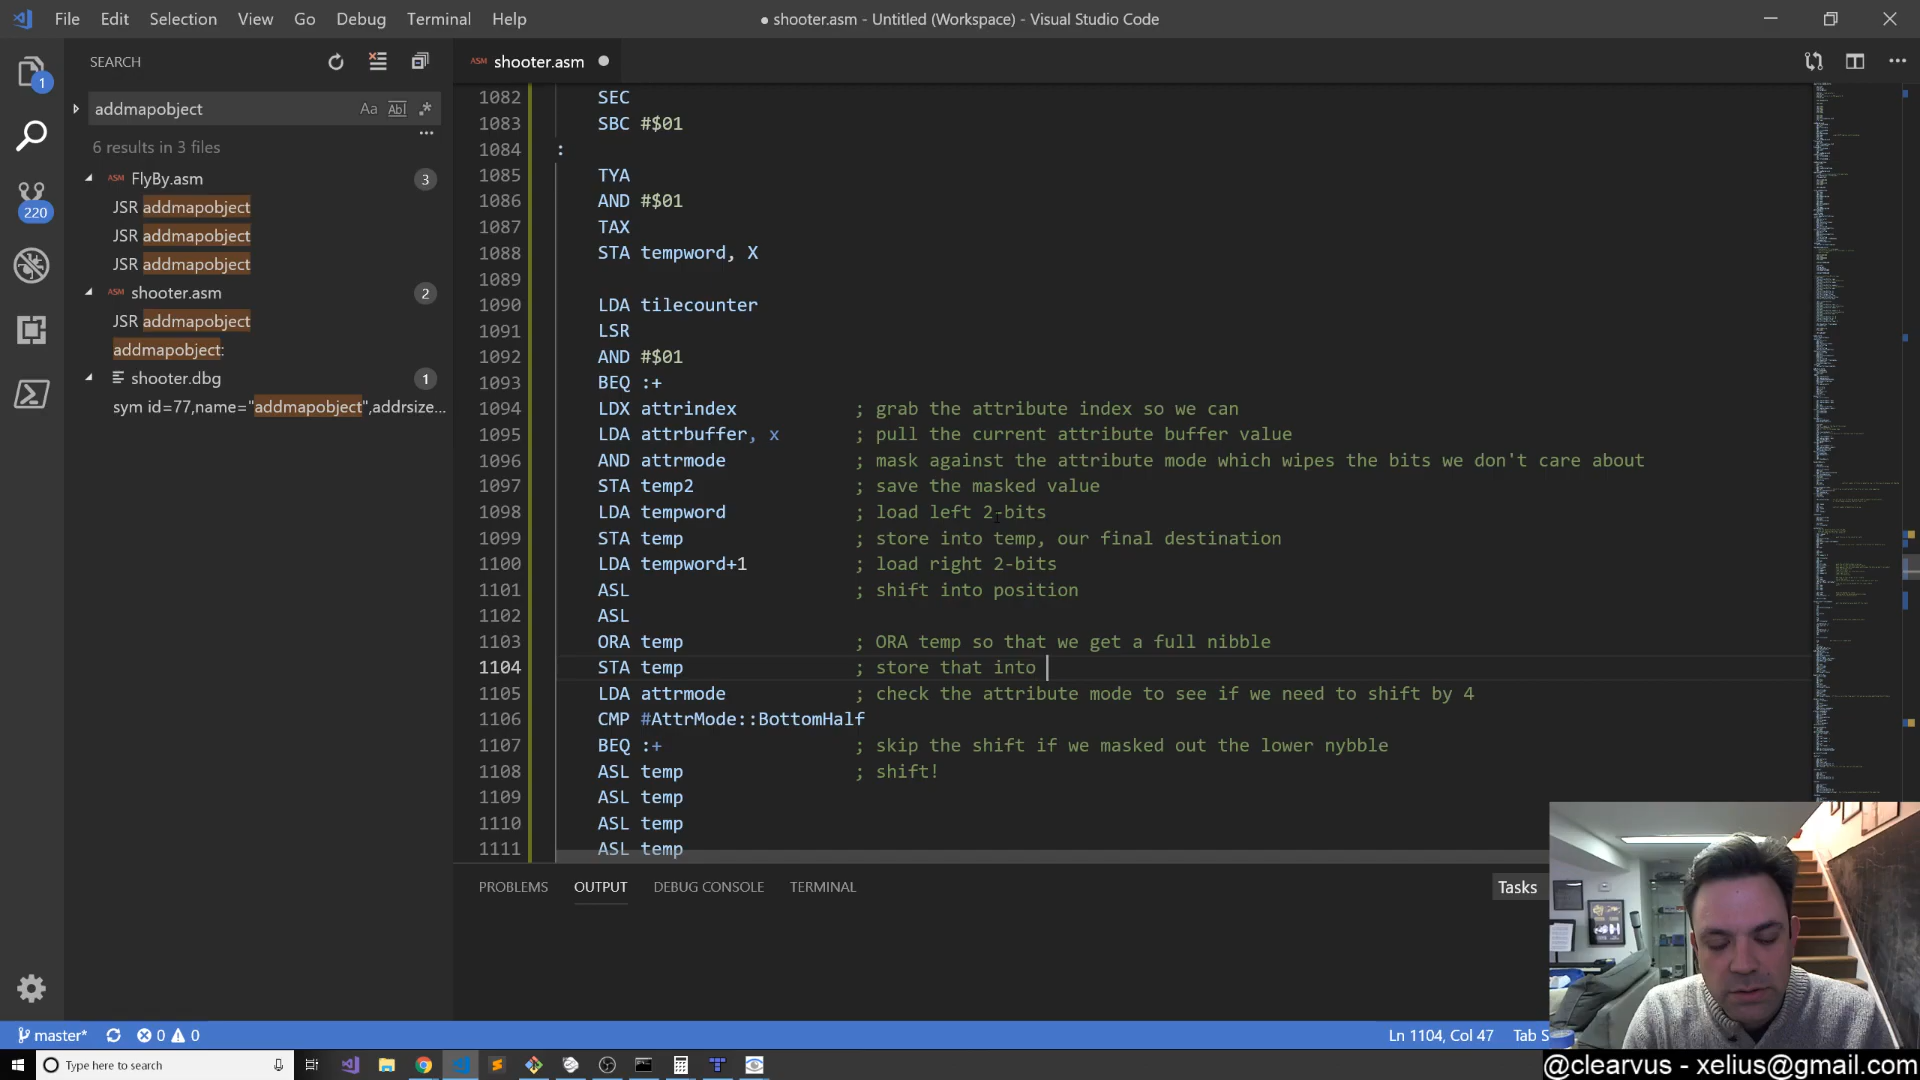 File Edit Selection View Go Debug Terminal Help
● shooter.asm - Untitled (Workspace) - Visual Studio Code
SEARCH
addmapobject
Aa Abl .*
6 results in 3 files
ASM FlyBy.asm 3
JSR addmapobject
JSR addmapobject
JSR addmapobject
ASM shooter.asm 2
JSR addmapobject
addmapobject:
shooter.dbg 1
sym id=77,name="addmapobject",addrsize...
1
220
ASM shooter.asm
1082 SEC
1083 SBC #$01
1084 :
1085 TYA
1086 AND #$01
1087 TAX
1088 STA tempword, X
1089
1090 LDA tilecounter
1091 LSR
1092 AND #$01
1093 BEQ :+
1094 LDX attrindex ; grab the attribute index so we can
1095 LDA attrbuffer, x ; pull the current attribute buffer value
1096 AND attrmode ; mask against the attribute mode which wipes the bits we don't care about
1097 STA temp2 ; save the masked value
1098 LDA tempword ; load left 2-bits
1099 STA temp ; store into temp, our final destination
1100 LDA tempword+1 ; load right 2-bits
1101 ASL ; shift into position
1102 ASL
1103 ORA temp ; ORA temp so that we get a full nibble
1104 STA temp ; store that into
1105 LDA attrmode ; check the attribute mode to see if we need to shift by 4
1106 CMP #AttrMode::BottomHalf
1107 BEQ :+ ; skip the shift if we masked out the lower nybble
1108 ASL temp ; shift!
1109 ASL temp
1110 ASL temp
1111 ASL temp
PROBLEMS OUTPUT DEBUG CONSOLE TERMINAL
Tasks
master* 0 0
Ln 1104, Col 47 Tab S
Type here to search
@clearvus - xelius@gmail.com